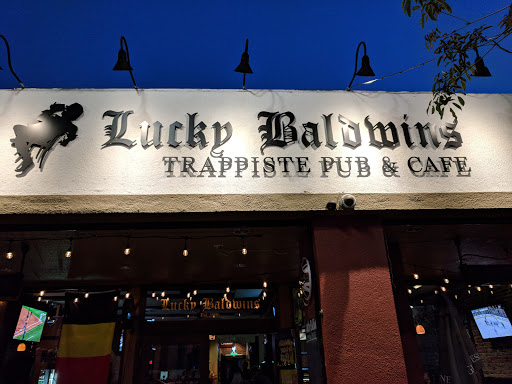 Lucky Baldwins
TRAPPISTE PUB & CAFE
Lucky Baldwins